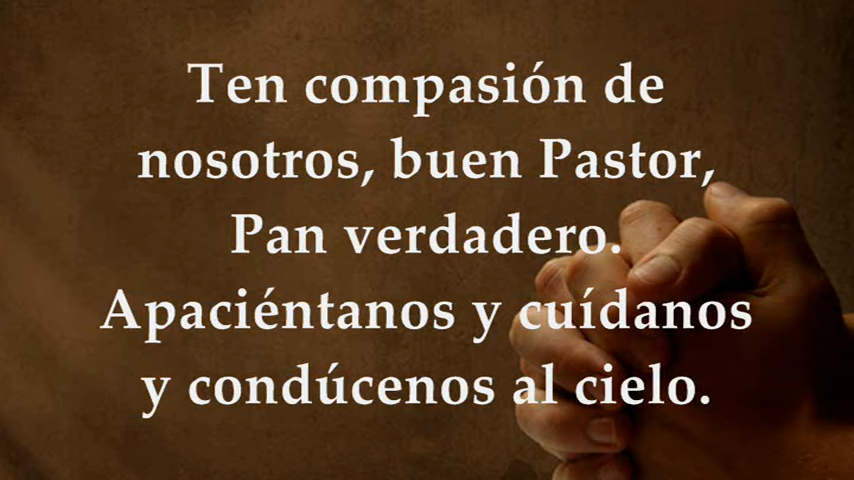 Ten compasión de
nosotros, buen Pastor,
Pan verdadero.
Apaciéntanos y cuídanos
y condúcenos al cielo.